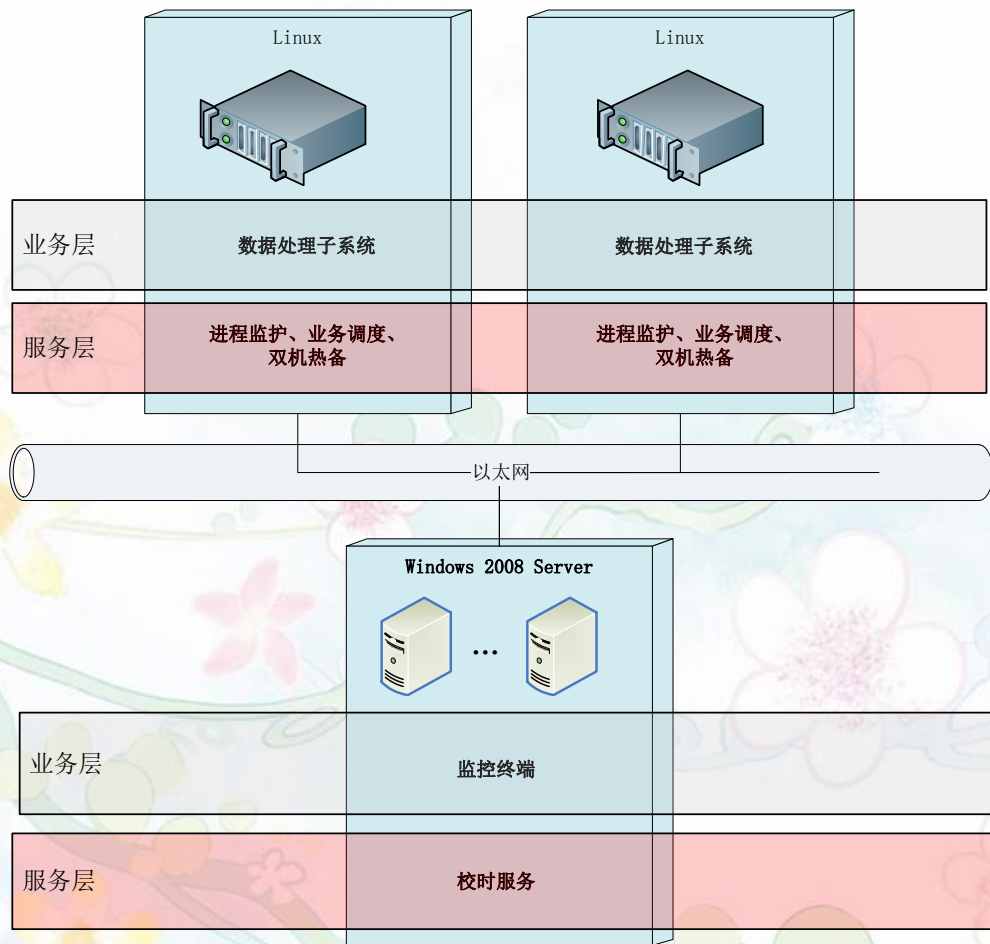 Linux
Linux
业务层
数据处理子系统
数据处理子系统
服务层
进程监护、业务调度、
双机热备
进程监护、业务调度、
双机热备
以太网
Windows 2008 Server
...
业务层
监控终端
服务层
校时服务